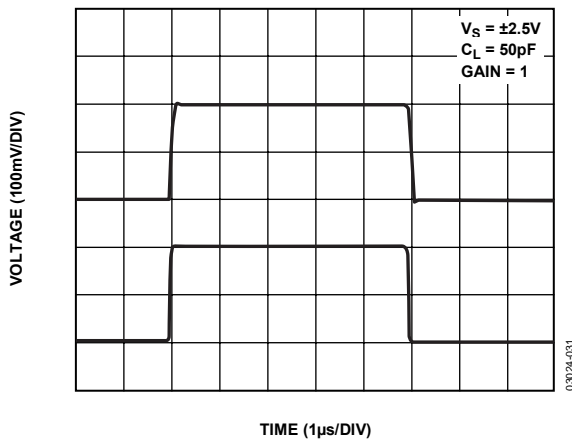 V_S = ±2.5V
C_L = 50pF
GAIN = 1
VOLTAGE (100mV/DIV)
TIME (1µs/DIV)
03024-031